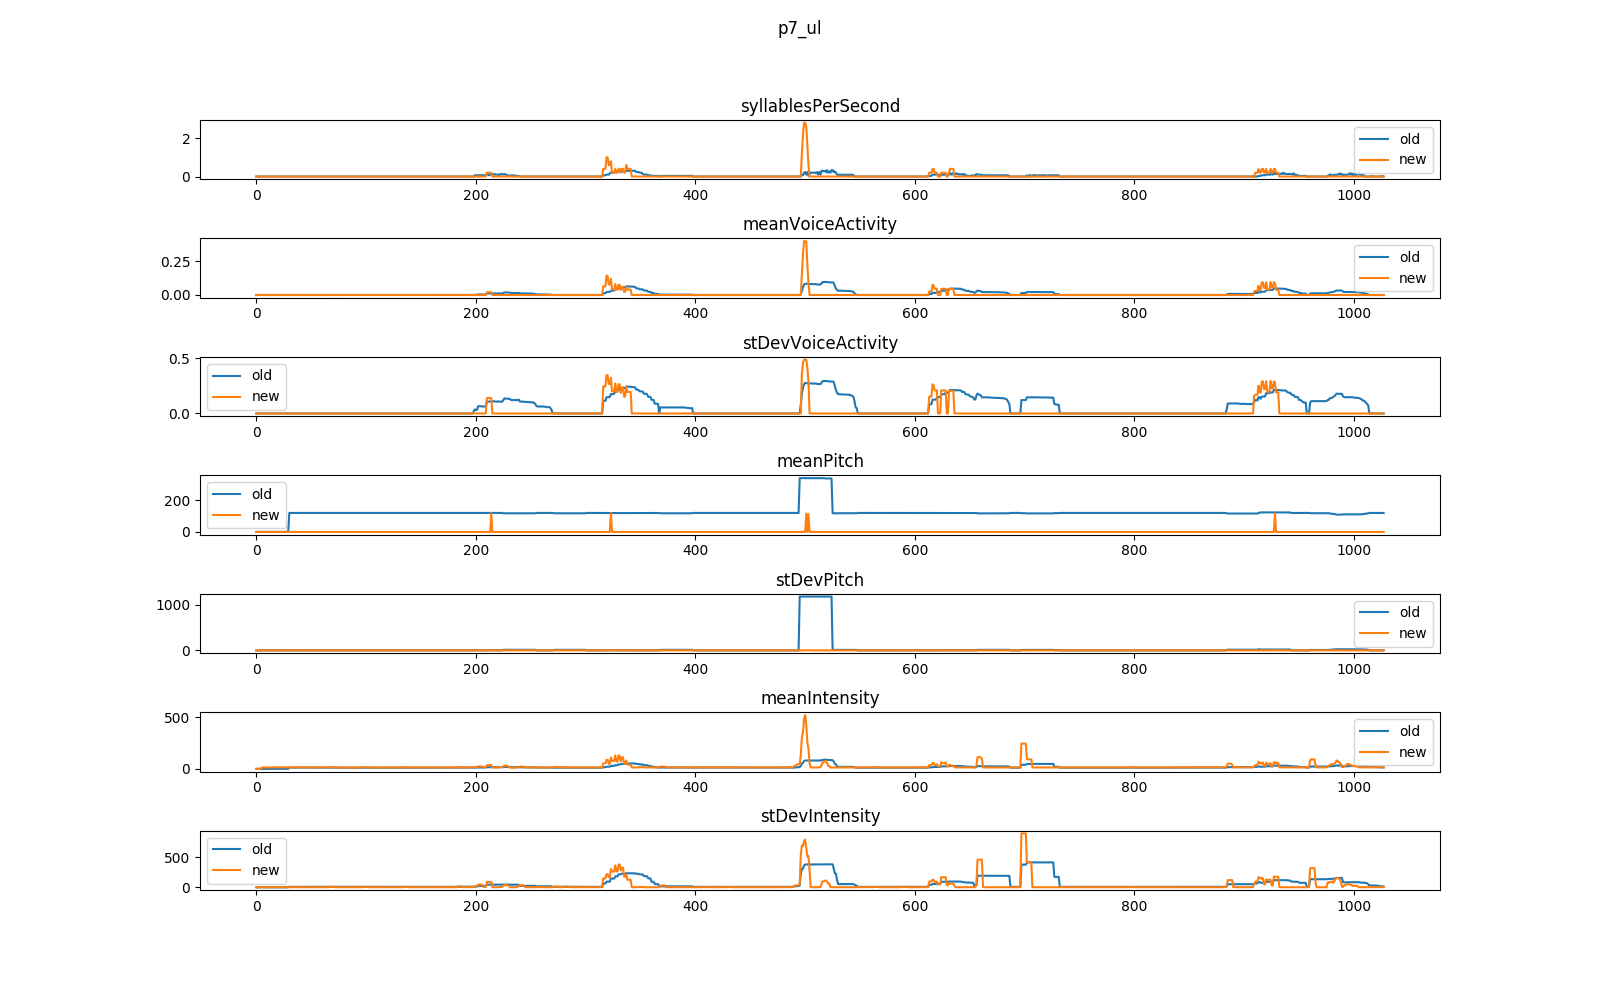 p7_ul
syllablesPerSecond
2
0
old
new
0 200 400 600 800 1000
meanVoiceActivity
0.25
0.00
old
new
0 200 400 600 800 1000
stDevVoiceActivity
0.5
0.0
old
new
0 200 400 600 800 1000
meanPitch
200
0
old
new
0 200 400 600 800 1000
stDevPitch
1000
0
old
new
0 200 400 600 800 1000
meanIntensity
500
0
old
new
0 200 400 600 800 1000
stDevIntensity
500
0
old
new
0 200 400 600 800 1000